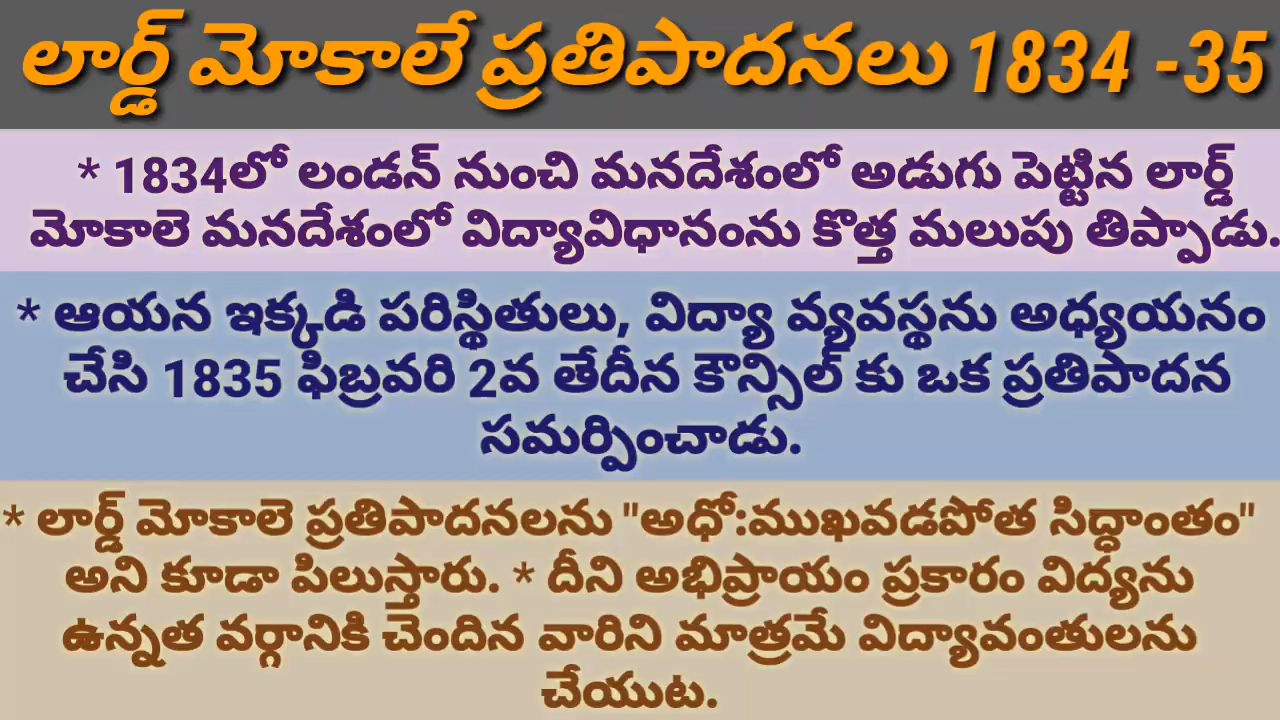 లార్డ్ మోకాలే ప్రతిపాదనలు 1834 -35
* 1834లో లండన్ నుంచి మనదేశంలో అడుగు పెట్టిన లార్డ్
మోకాలె మనదేశంలో విద్యావిధానంను కొత్త మలుపు తిప్పాడు.
* ఆయన ఇక్కడి పరిస్థితులు, విద్యా వ్యవస్థను అధ్యయనం
చేసి 1835 ఫిబ్రవరి 2వ తేదీన కౌన్సిల్ కు ఒక ప్రతిపాదన
సమర్పించాడు.
* లార్డ్ మోకాలె ప్రతిపాదనలను "అధో:ముఖవడపోత సిద్ధాంతం"
అని కూడా పిలుస్తారు. * దీని అభిప్రాయం ప్రకారం విద్యను
ఉన్నత వర్గానికి చెందిన వారిని మాత్రమే విద్యావంతులను
చేయుట.